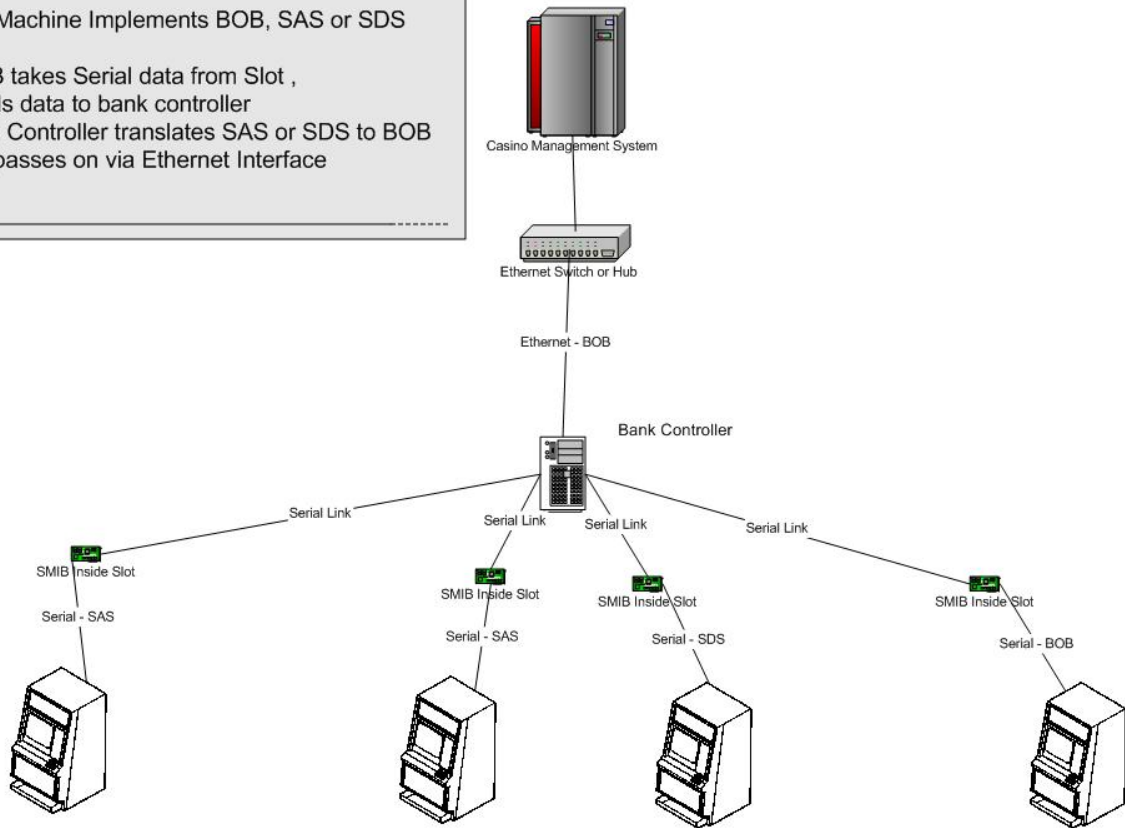 Machine Implements BOB, SAS or SDS
takes Serial data from Slot ,
data to bank controller
Controller translates SAS or SDS to BOB
passes on via Ethernet Interface
Casino Management System
Ethernet Switch or Hub
Ethernet - BOB
Bank Controller
Serial Link
Serial Link
Serial Link
Serial Link
SMIB Inside Slot
SMIB Inside Slot
SMIB Inside Slot
SMIB Inside Slot
Serial - SAS
Serial - SAS
Serial - SDS
Serial - BOB